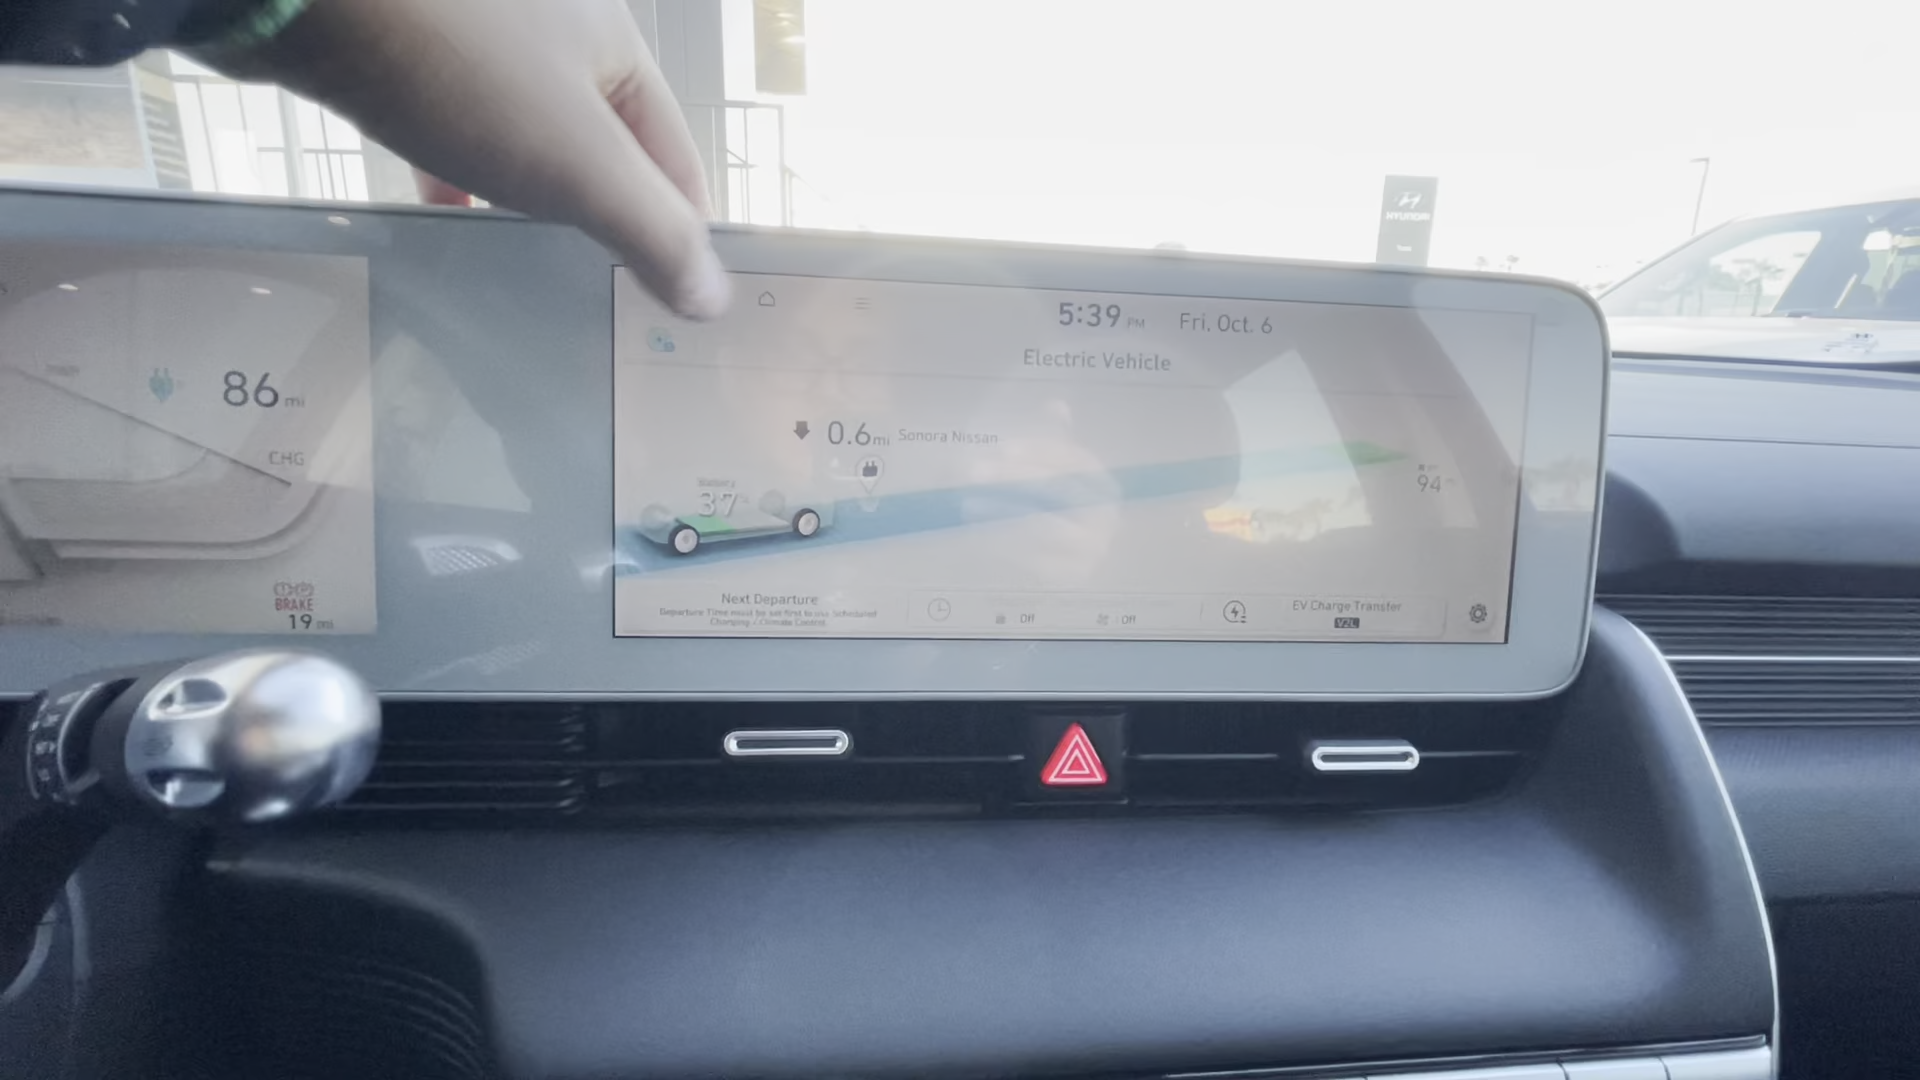 HYUNDAI
5:39 PM Fri, Oct. 6
Electric Vehicle
86 mi
0.6 mi Sonora Nissan
CHG
Battery
37
94
BRAKE
19 mi
Next Departure
Departure Time must be set first to use Scheduled
Charging / Climate Control.
: Off
: Off
EV Charge Transfer
V2L